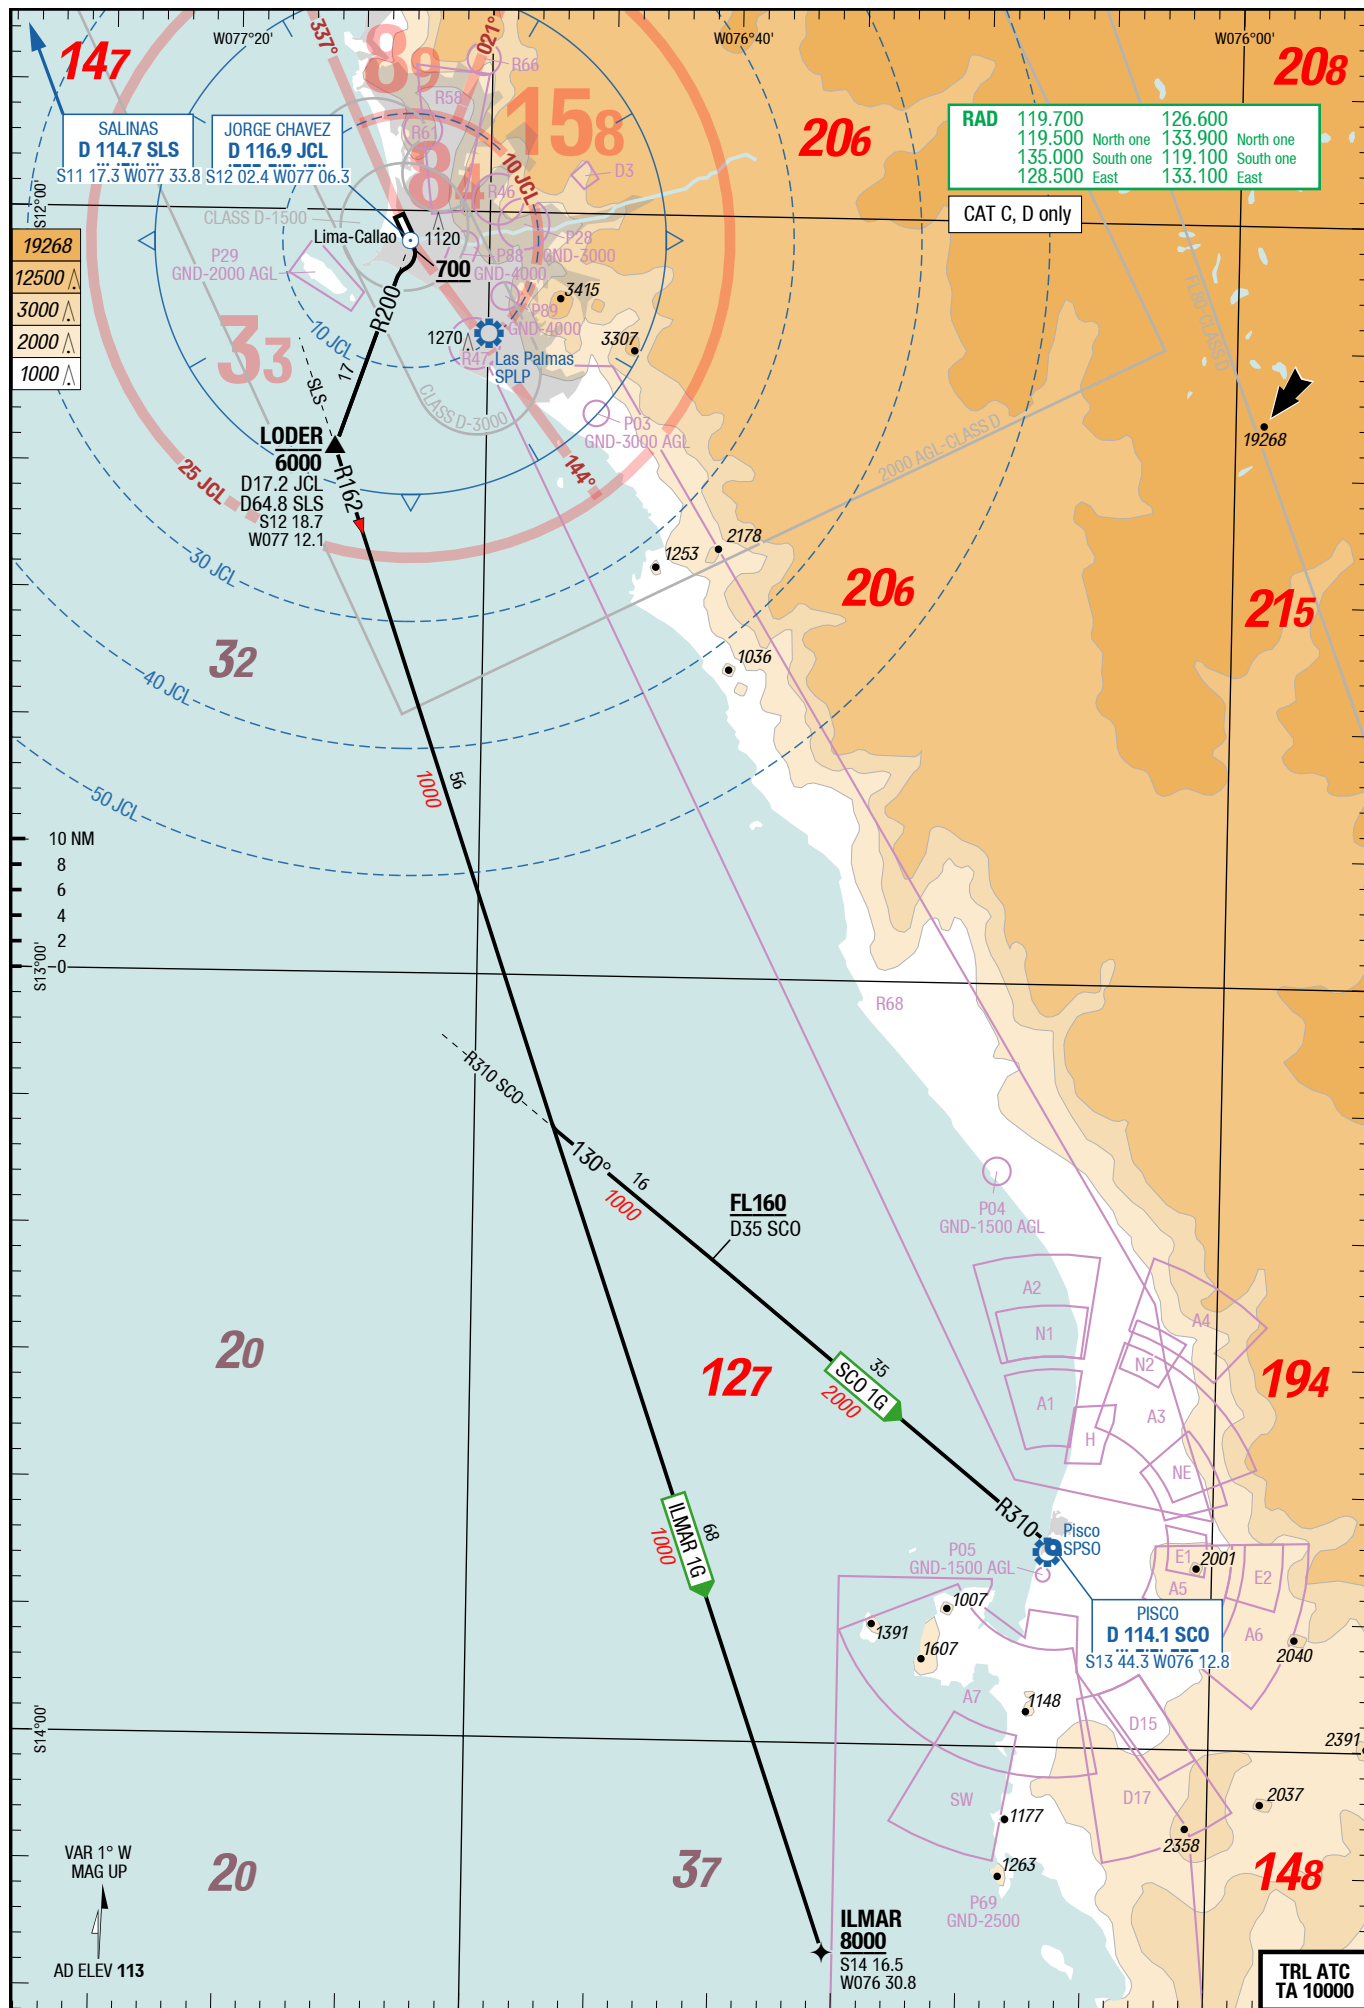 W077°20'
W076°40'
W076°00'
147
337°
89
021°
R66
R58
158
208
206
SALINAS
D 114.7 SLS
S11 17.3 W077 33.8
JORGE CHAVEZ
D 116.9 JCL
S12 02.4 W077 06.3
R61
84
10 JCL
R46
D3
RAD 119.700 126.600
119.500 North one 133.900 North one
135.000 South one 119.100 South one
128.500 East 133.100 East
CAT C, D only
S12°00'
CLASS D-1500
Lima-Callao
1120
700
P28
GND-3000
P88
GND-4000
P29
GND-2000 AGL
19268
12500
3000
2000
1000
33
10 JCL
R200
17
SLS
3415
P89
GND-4000
1270
R47
Las Palmas
SPLP
3307
CLASS D-3000
P03
GND-3000 AGL
144°
2000 AGL-CLASS D
FL80-CLASS D
19268
LODER
6000
D17.2 JCL
D64.8 SLS
S12 18.7
W077 12.1
R162
25 JCL
30 JCL
40 JCL
50 JCL
2178
1253
1036
206
215
32
56
1000
10 NM
8
6
4
2
0
S13°00'
R68
R310 SCO
130°
16
1000
FL160
D35 SCO
P04
GND-1500 AGL
A2
N1
A1
H
A4
N2
A3
NE
20
127
194
35
SCO 1G
2000
R310
68
ILMAR 1G
1000
Pisco
SPSO
P05
GND-1500 AGL
E1
2001
A5
E2
A6
2040
PISCO
D 114.1 SCO
S13 44.3 W076 12.8
1007
1391
1607
A7
1148
D15
S14°00'
2391
SW
D17
2037
1177
2358
1263
P69
GND-2500
20
37
148
VAR 1° W
MAG UP
AD ELEV 113
ILMAR
8000
S14 16.5
W076 30.8
TRL ATC
TA 10000